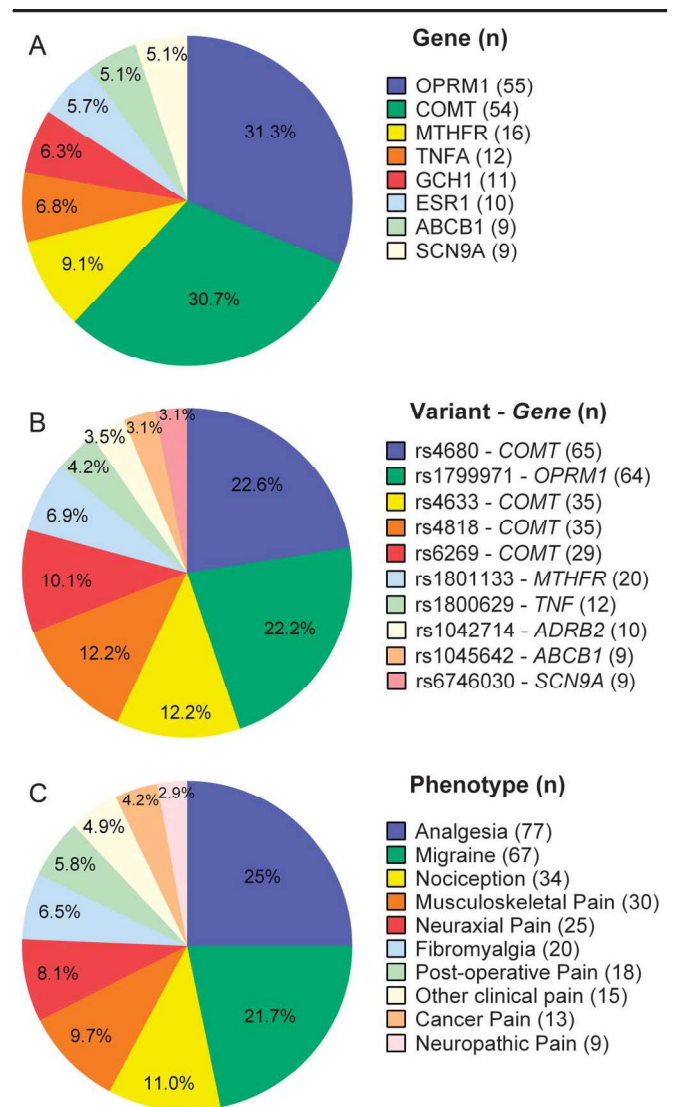 A
Gene (n)
OPRM1 (55)
COMT (54)
MTHFR (16)
TNFA (12)
GCH1 (11)
ESR1 (10)
ABCB1 (9)
SCN9A (9)
31.3%
30.7%
9.1%
6.8%
6.3%
5.7%
5.1%
5.1%
B
Variant - Gene (n)
rs4680 - COMT (65)
rs1799971 - OPRM1 (64)
rs4633 - COMT (35)
rs4818 - COMT (35)
rs6269 - COMT (29)
rs1801133 - MTHFR (20)
rs1800629 - TNF (12)
rs1042714 - ADRB2 (10)
rs1045642 - ABCB1 (9)
rs6746030 - SCN9A (9)
22.6%
22.2%
12.2%
12.2%
10.1%
6.9%
4.2%
3.5%
3.1%
3.1%
C
Phenotype (n)
Analgesia (77)
Migraine (67)
Nociception (34)
Musculoskeletal Pain (30)
Neuraxial Pain (25)
Fibromyalgia (20)
Post-operative Pain (18)
Other clinical pain (15)
Cancer Pain (13)
Neuropathic Pain (9)
25%
21.7%
11.0%
9.7%
8.1%
6.5%
5.8%
4.9%
4.2%
2.9%